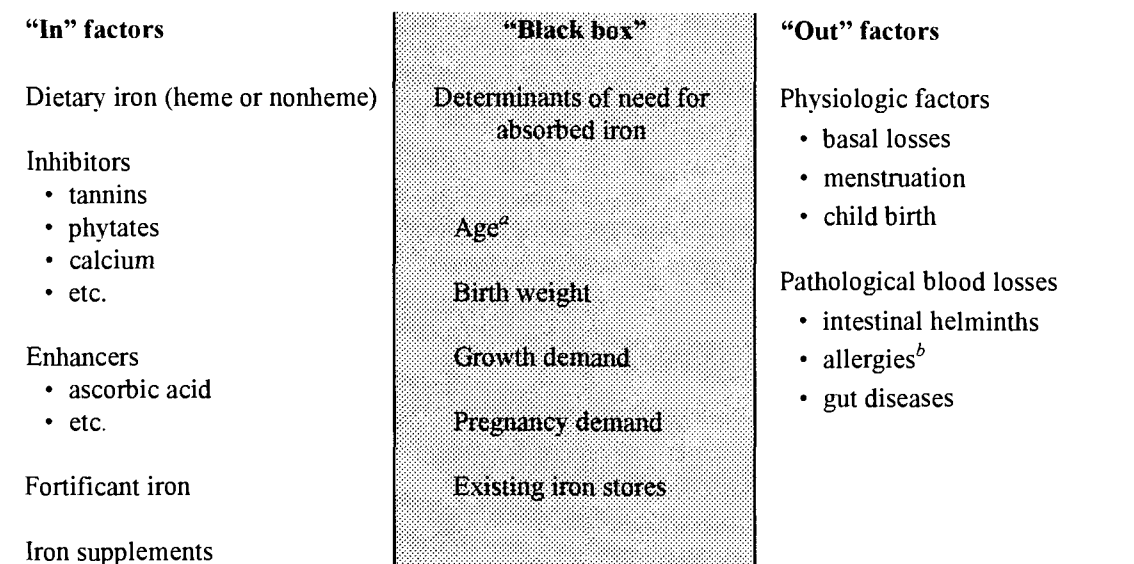 “In” factors
Dietary iron (heme or nonheme)
Inhibitors
• tannins
• phytates
• calcium
• etc.
Enhancers
• ascorbic acid
• etc.
Fortificant iron
Iron supplements
“Black box”
Determinants of need for
absorbed iron
Age^a
Birth weight
Growth demand
Pregnancy demand
Existing iron stores
“Out” factors
Physiologic factors
• basal losses
• menstruation
• child birth
Pathological blood losses
• intestinal helminths
• allergies^b
• gut diseases